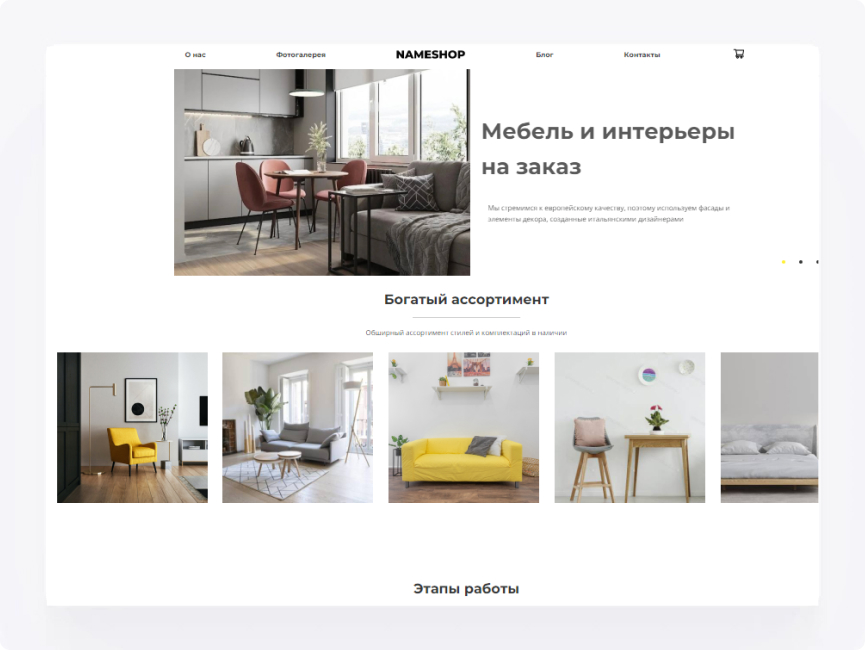 О нас
Фотогалерея
NAMESHOP
Блог
Контакты
Мебель и интерьеры
на заказ
Мы стремимся к европейскому качеству, поэтому используем фасады и
элементы декора, созданные итальянскими дизайнерами
Богатый ассортимент
Обширный ассортимент стилей и комплектаций в наличии
Этапы работы